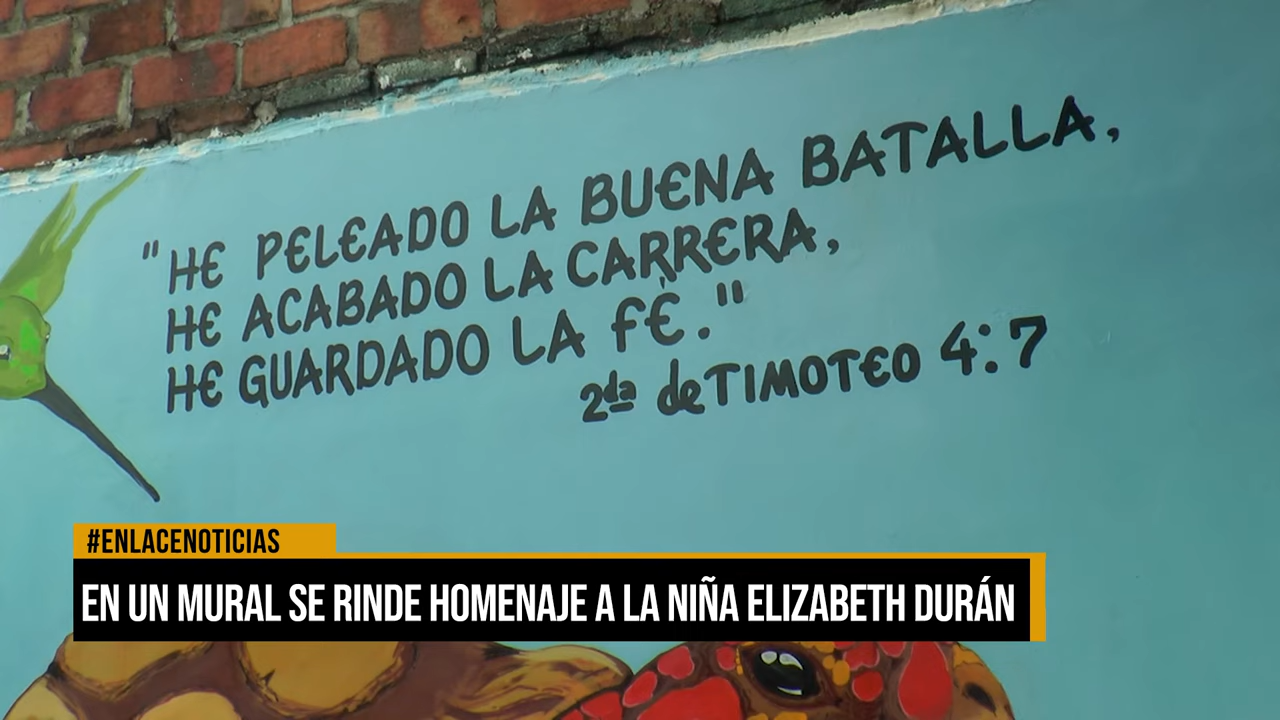 "HE PELEADO LA BUENA BATALLA,
HE ACABADO LA CARRERA,
HE GUARDADO LA FÉ."
2da de TIMOTEO 4:7
#ENLACENOTICIAS
EN UN MURAL SE RINDE HOMENAJE A LA NIÑA ELIZABETH DURÁN